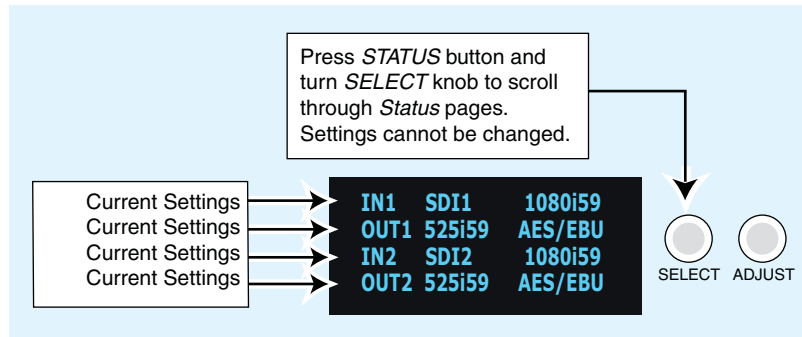 Press STATUS button and
turn SELECT knob to scroll
through Status pages.
Settings cannot be changed.
Current Settings
Current Settings
Current Settings
Current Settings
IN1 SDI1 1080i59
OUT1 525i59 AES/EBU
IN2 SDI2 1080i59
OUT2 525i59 AES/EBU
SELECT ADJUST